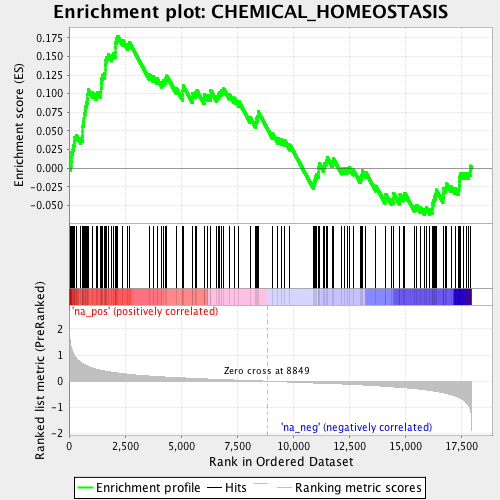 Enrichment plot: CHEMICAL_HOMEOSTASIS
Enrichment score (ES)
0.175
0.150
0.125
0.100
0.075
0.050
0.025
0.000
-0.025
-0.050
Ranked list metric (PreRanked)
2
1
0
-1
-2
'na_pos' (positively correlated)
Zero cross at 8849
'na_neg' (negatively correlated)
0
2,500
5,000
7,500
10,000
12,500
15,000
17,500
Rank in Ordered Dataset
Enrichment profile
Hits
Ranking metric scores